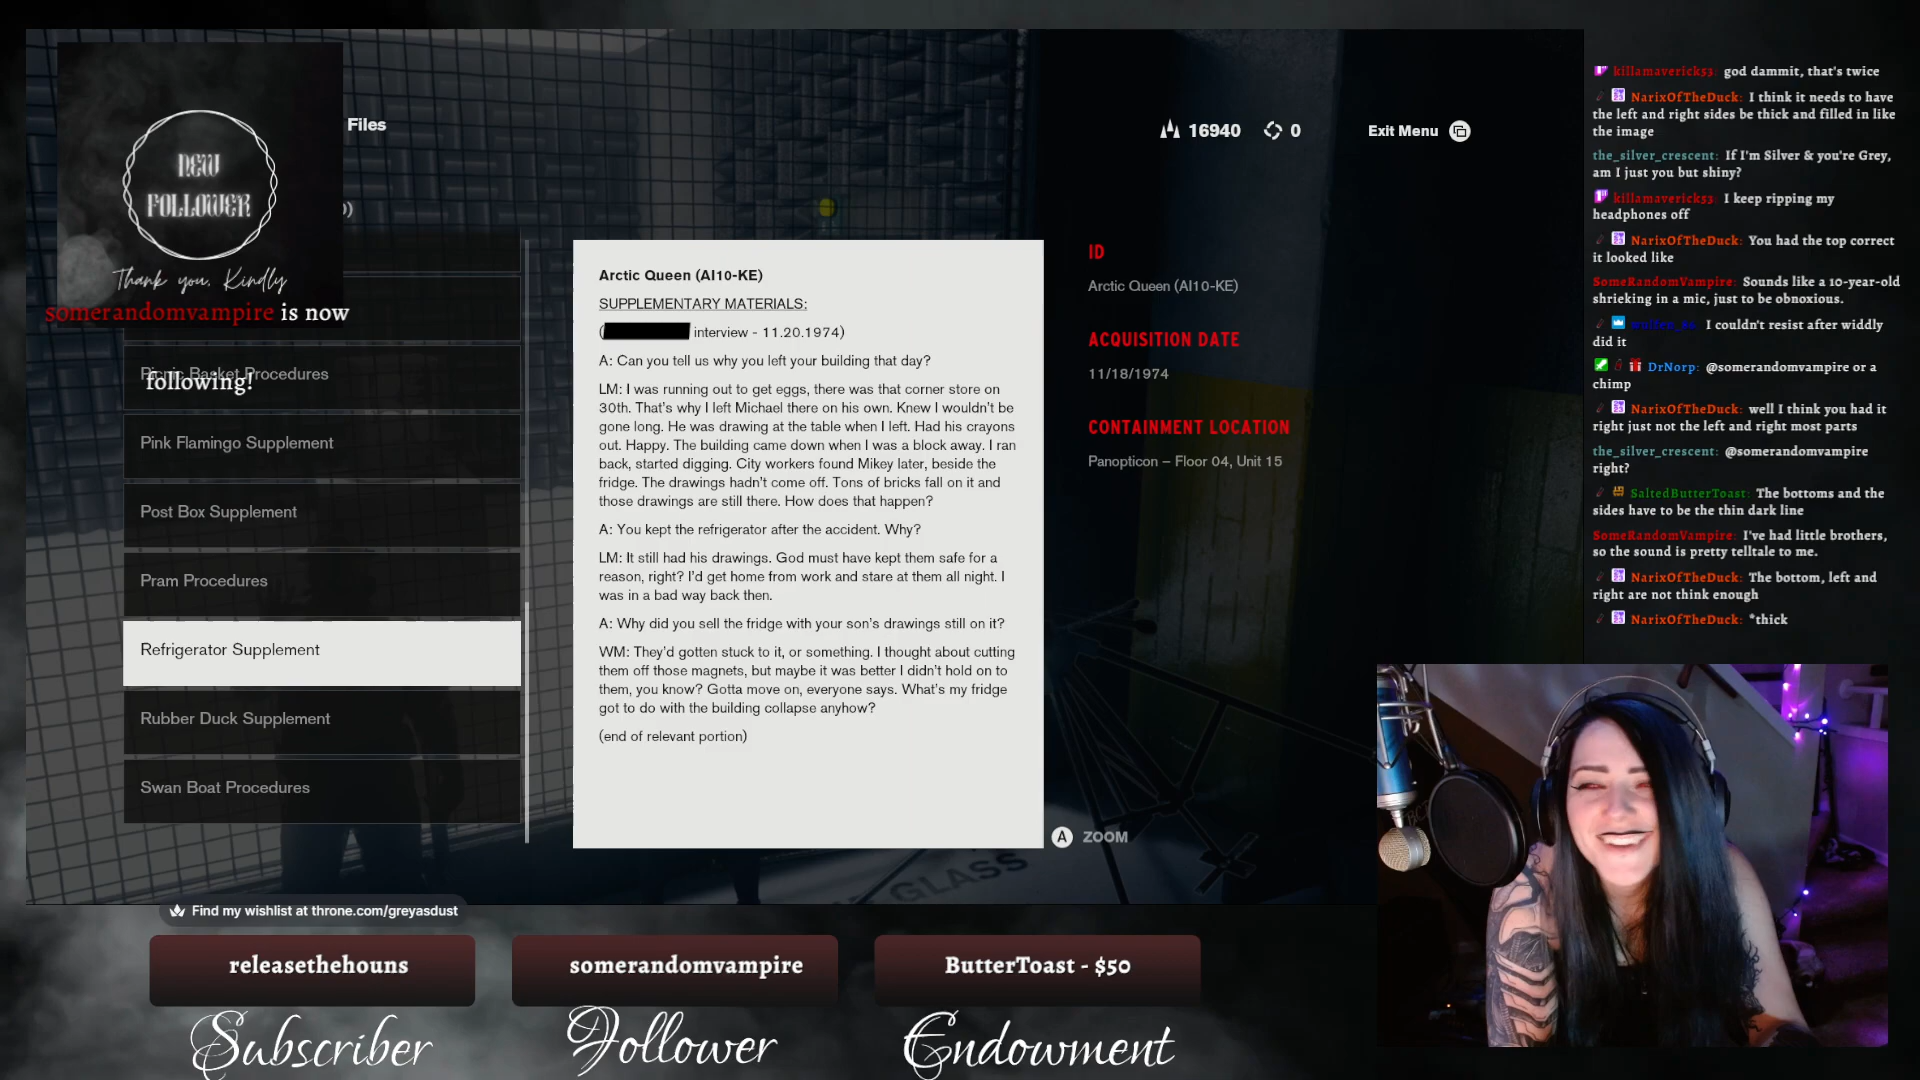 NEW
FOLLOWER
Thank you, Kindly
somerandomvampire is now
following!
Files
16940
0
Exit Menu
Picnic Basket Procedures
Pink Flamingo Supplement
Post Box Supplement
Pram Procedures
Refrigerator Supplement
Rubber Duck Supplement
Swan Boat Procedures
Arctic Queen (AI10-KE)
SUPPLEMENTARY MATERIALS:
( interview - 11.20.1974)
A: Can you tell us why you left your building that day?
LM: I was running out to get eggs, there was that corner store on
30th. That's why I left Michael there on his own. Knew I wouldn't be
gone long. He was drawing at the table when I left. Had his crayons
out. Happy. The building came down when I was a block away. I ran
back, started digging. City workers found Mikey later, beside the
fridge. The drawings hadn't come off. Tons of bricks fall on it and
those drawings are still there. How does that happen?
A: You kept the refrigerator after the accident. Why?
LM: It still had his drawings. God must have kept them safe for a
reason, right? I'd get home from work and stare at them all night. I
was in a bad way back then.
A: Why did you sell the fridge with your son's drawings still on it?
WM: They'd gotten stuck to it, or something. I thought about cutting
them off those magnets, but maybe it was better I didn't hold on to
them, you know? Gotta move on, everyone says. What's my fridge
got to do with the building collapse anyhow?
(end of relevant portion)
ID
Arctic Queen (AI10-KE)
ACQUISITION DATE
11/18/1974
CONTAINMENT LOCATION
Panopticon – Floor 04, Unit 15
A ZOOM
GLASS
killamaverick53: god dammit, that's twice
NarixOfTheDuck: I think it needs to have
the left and right sides be thick and filled in like
the image
the_silver_crescent: If I'm Silver & you're Grey,
am I just you but shiny?
killamaverick53: I keep ripping my
headphones off
NarixOfTheDuck: You had the top correct
it looked like
SomeRandomVampire: Sounds like a 10-year-old
shrieking in a mic, just to be obnoxious.
I couldn't resist after widdly
did it
DrNorp: @somerandomvampire or a
chimp
NarixOfTheDuck: well I think you had it
right just not the left and right most parts
the_silver_crescent: @somerandomvampire
right?
SaltedButterToast: The bottoms and the
sides have to be the thin dark line
SomeRandomVampire: I've had little brothers,
so the sound is pretty telltale to me.
NarixOfTheDuck: The bottom, left and
right are not think enough
NarixOfTheDuck: *thick
Find my wishlist at throne.com/greyasdust
releasethehouns
somerandomvampire
ButterToast - $50
Subscriber
Follower
Endowment